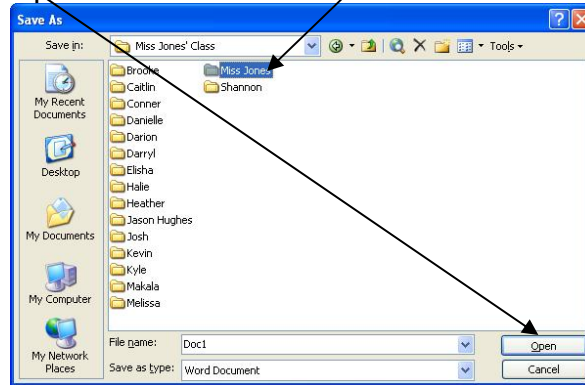 Save As
Save in: Miss Jones' Class Tools
My Recent Documents
Desktop
My Documents
My Computer
My Network Places
Brooke
Caitlin
Conner
Danielle
Darion
Darryl
Elisha
Halie
Heather
Jason Hughes
Josh
Kevin
Kyle
Makala
Melissa
Miss Jones
Shannon
File name: Doc1 Open
Save as type: Word Document Cancel